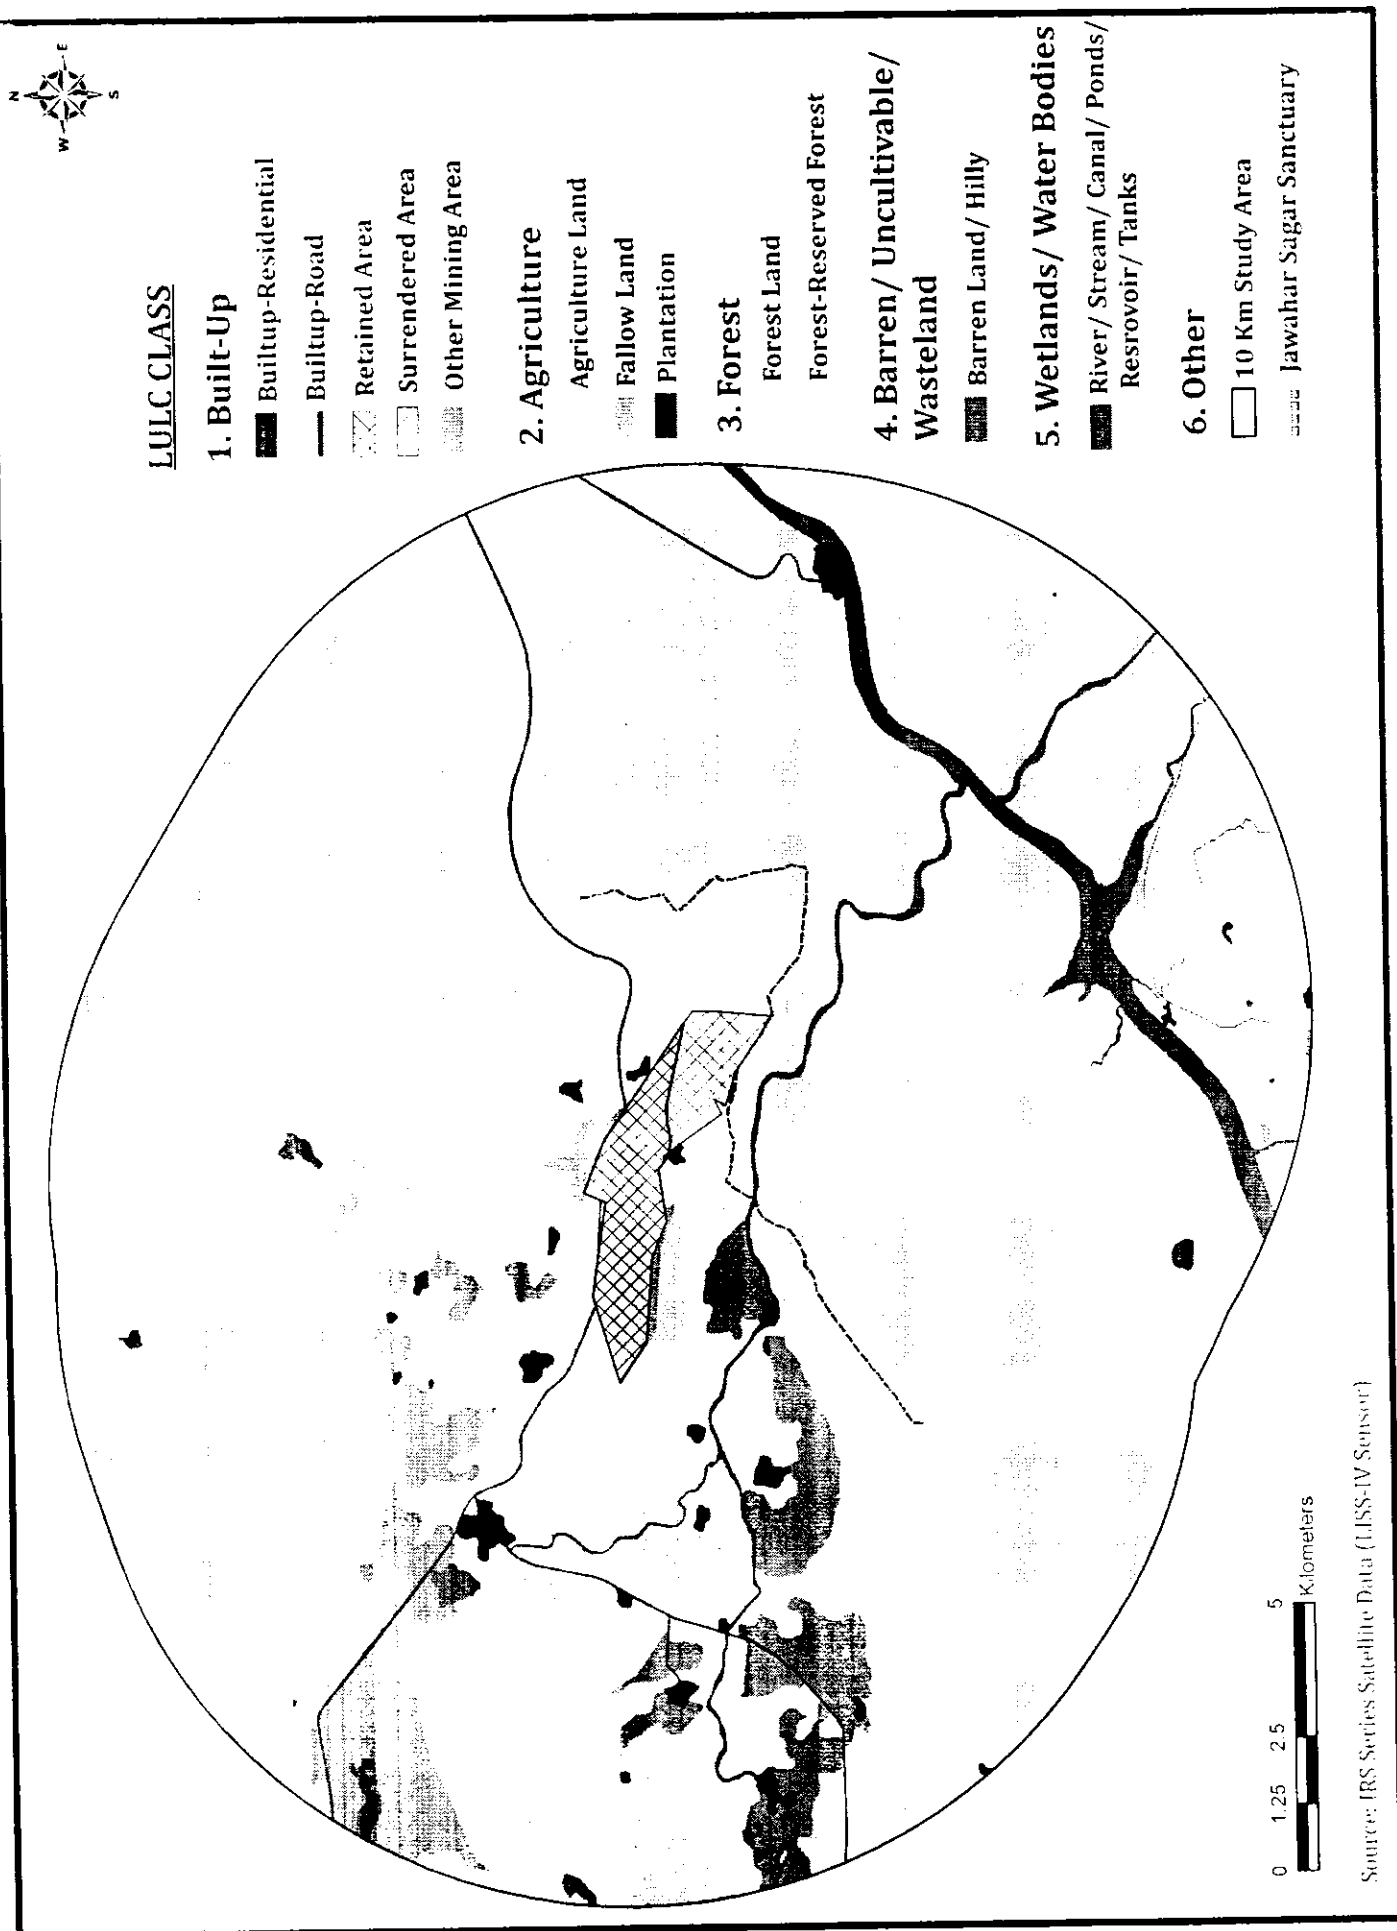 N
W E
S
LULC CLASS
1. Built-Up
Builtup-Residential
Builtup-Road
Retained Area
Surrendered Area
Other Mining Area
2. Agriculture
Agriculture Land
Fallow Land
Plantation
3. Forest
Forest Land
Forest-Reserved Forest
4. Barren/ Uncultivable/
Wasteland
Barren Land/ Hilly
5. Wetlands/ Water Bodies
River/ Stream/ Canal/ Ponds/
Resrovoir/ Tanks
6. Other
10 Km Study Area
Jawahar Sagar Sanctuary
0 1.25 2.5 5
Kilometers
Source: IRS Series Satellite Data (LISS-IV Sensor)